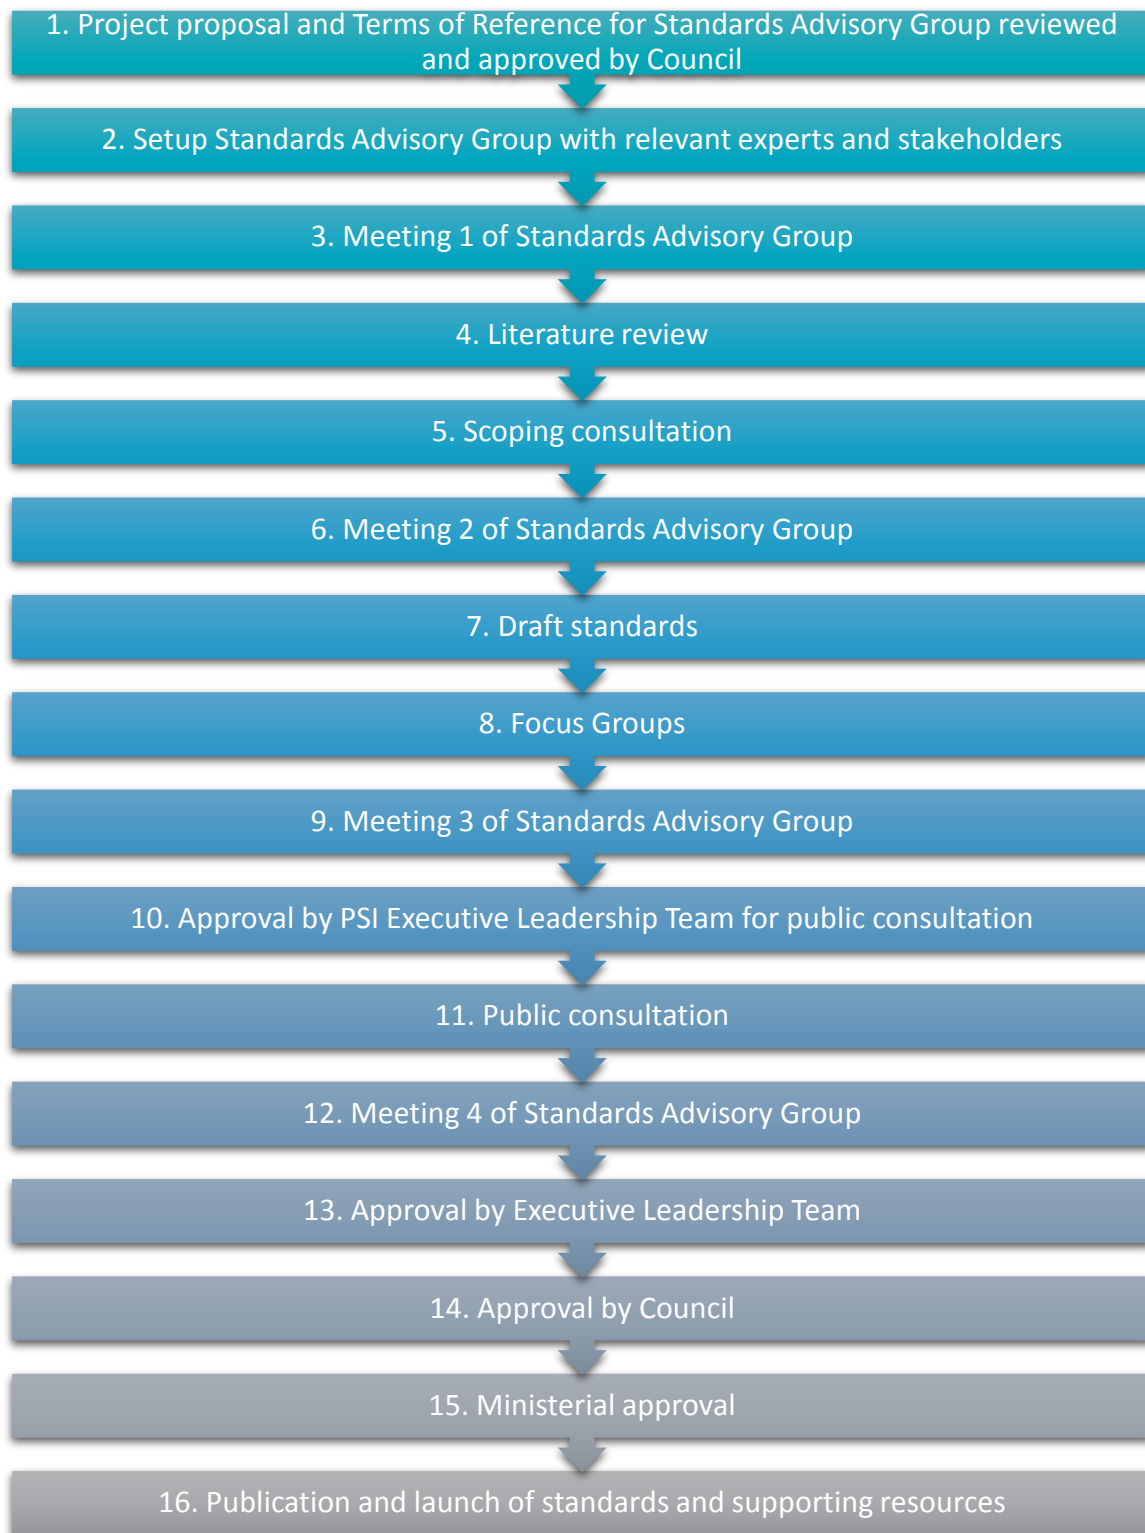 1. Project proposal and Terms of Reference for Standards Advisory Group reviewed
and approved by Council
2. Setup Standards Advisory Group with relevant experts and stakeholders
3. Meeting 1 of Standards Advisory Group
4. Literature review
5. Scoping consultation
6. Meeting 2 of Standards Advisory Group
7. Draft standards
8. Focus Groups
9. Meeting 3 of Standards Advisory Group
10. Approval by PSI Executive Leadership Team for public consultation
11. Public consultation
12. Meeting 4 of Standards Advisory Group
13. Approval by Executive Leadership Team
14. Approval by Council
15. Ministerial approval
16. Publication and launch of standards and supporting resources